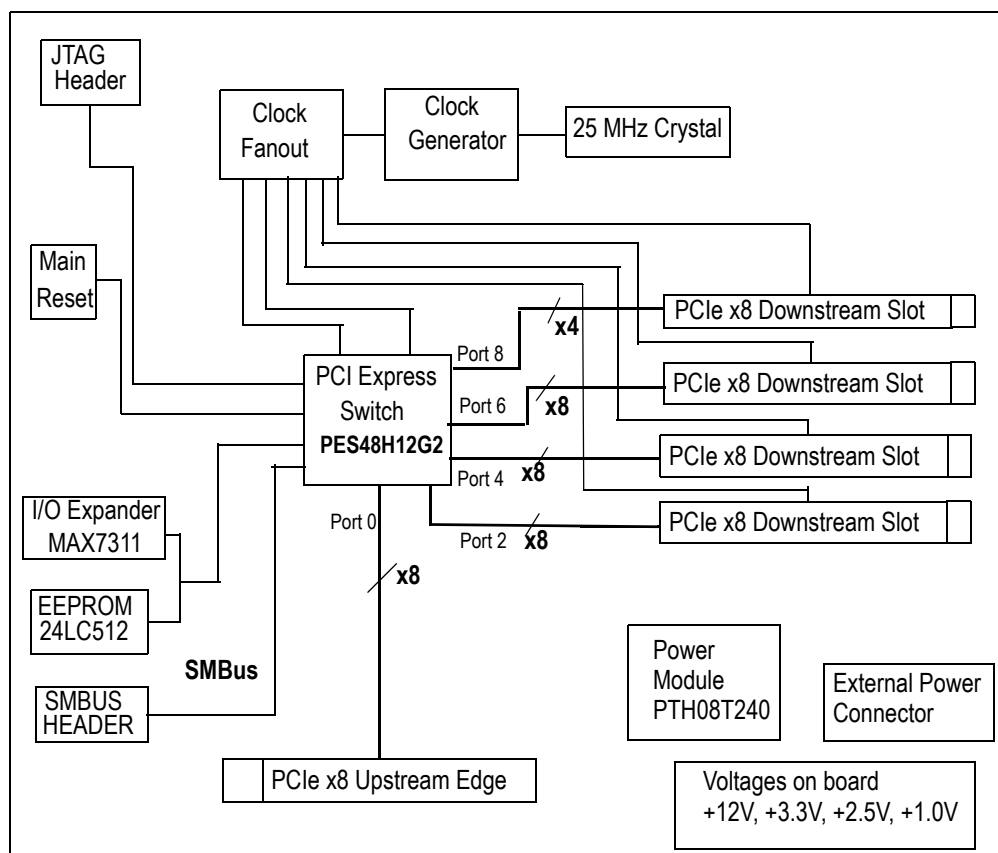 JTAG
Header
Clock
Fanout
Clock
Generator
25 MHz Crystal
Main
Reset
PCIe x8 Downstream Slot
x4
Port 8
PCI Express
Switch
PES48H12G2
PCIe x8 Downstream Slot
Port 6
x8
PCIe x8 Downstream Slot
Port 4
x8
PCIe x8 Downstream Slot
Port 2
x8
I/O Expander
MAX7311
Port 0
x8
EEPROM
24LC512
SMBus
SMBUS
HEADER
Power
Module
PTH08T240
External Power
Connector
PCIe x8 Upstream Edge
Voltages on board
+12V, +3.3V, +2.5V, +1.0V